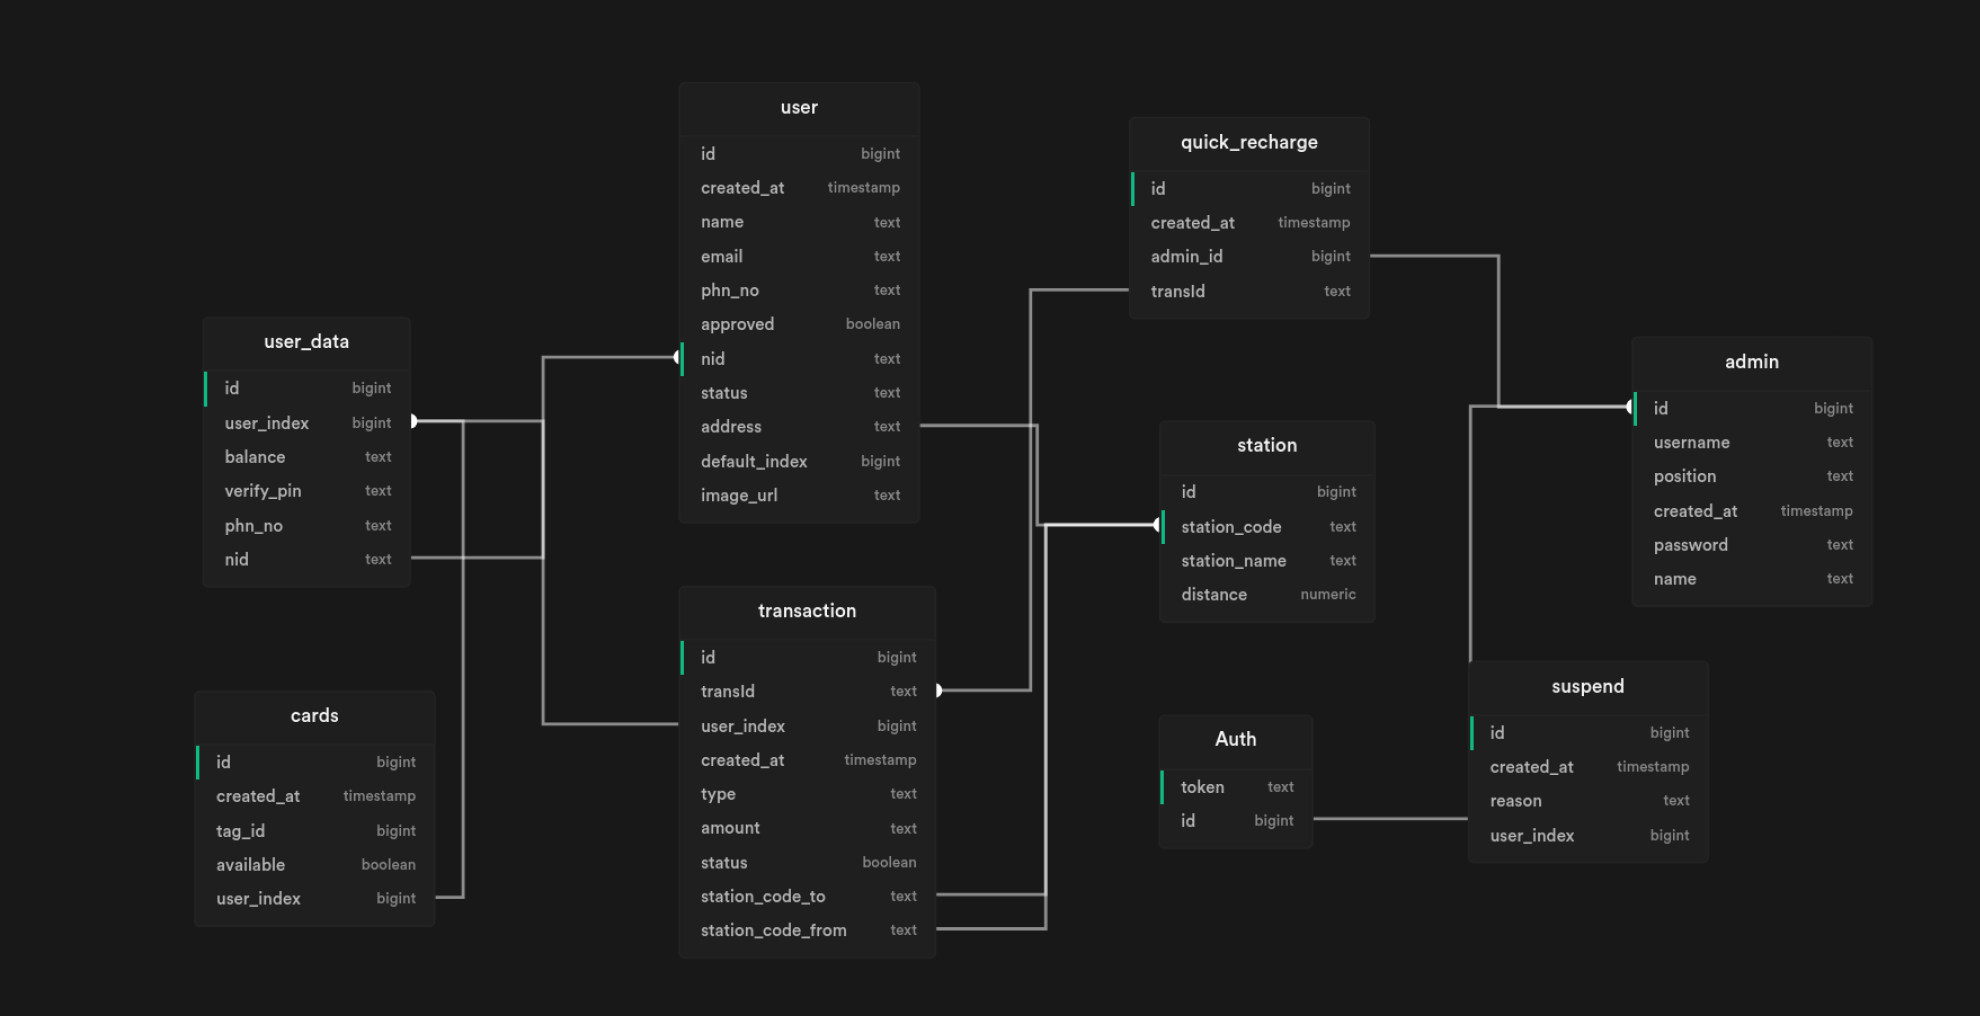 user
id bigint
created_at timestamp
name text
email text
phn_no text
approved boolean
nid text
status text
address text
default_index bigint
image_url text
quick_recharge
id bigint
created_at timestamp
admin_id bigint
transId text
user_data
id bigint
user_index bigint
balance text
verify_pin text
phn_no text
nid text
admin
id bigint
username text
position text
created_at timestamp
password text
name text
station
id bigint
station_code text
station_name text
distance numeric
transaction
id bigint
transId text
user_index bigint
created_at timestamp
type text
amount text
status boolean
station_code_to text
station_code_from text
cards
id bigint
created_at timestamp
tag_id bigint
available boolean
user_index bigint
Auth
token text
id bigint
suspend
id bigint
created_at timestamp
reason text
user_index bigint